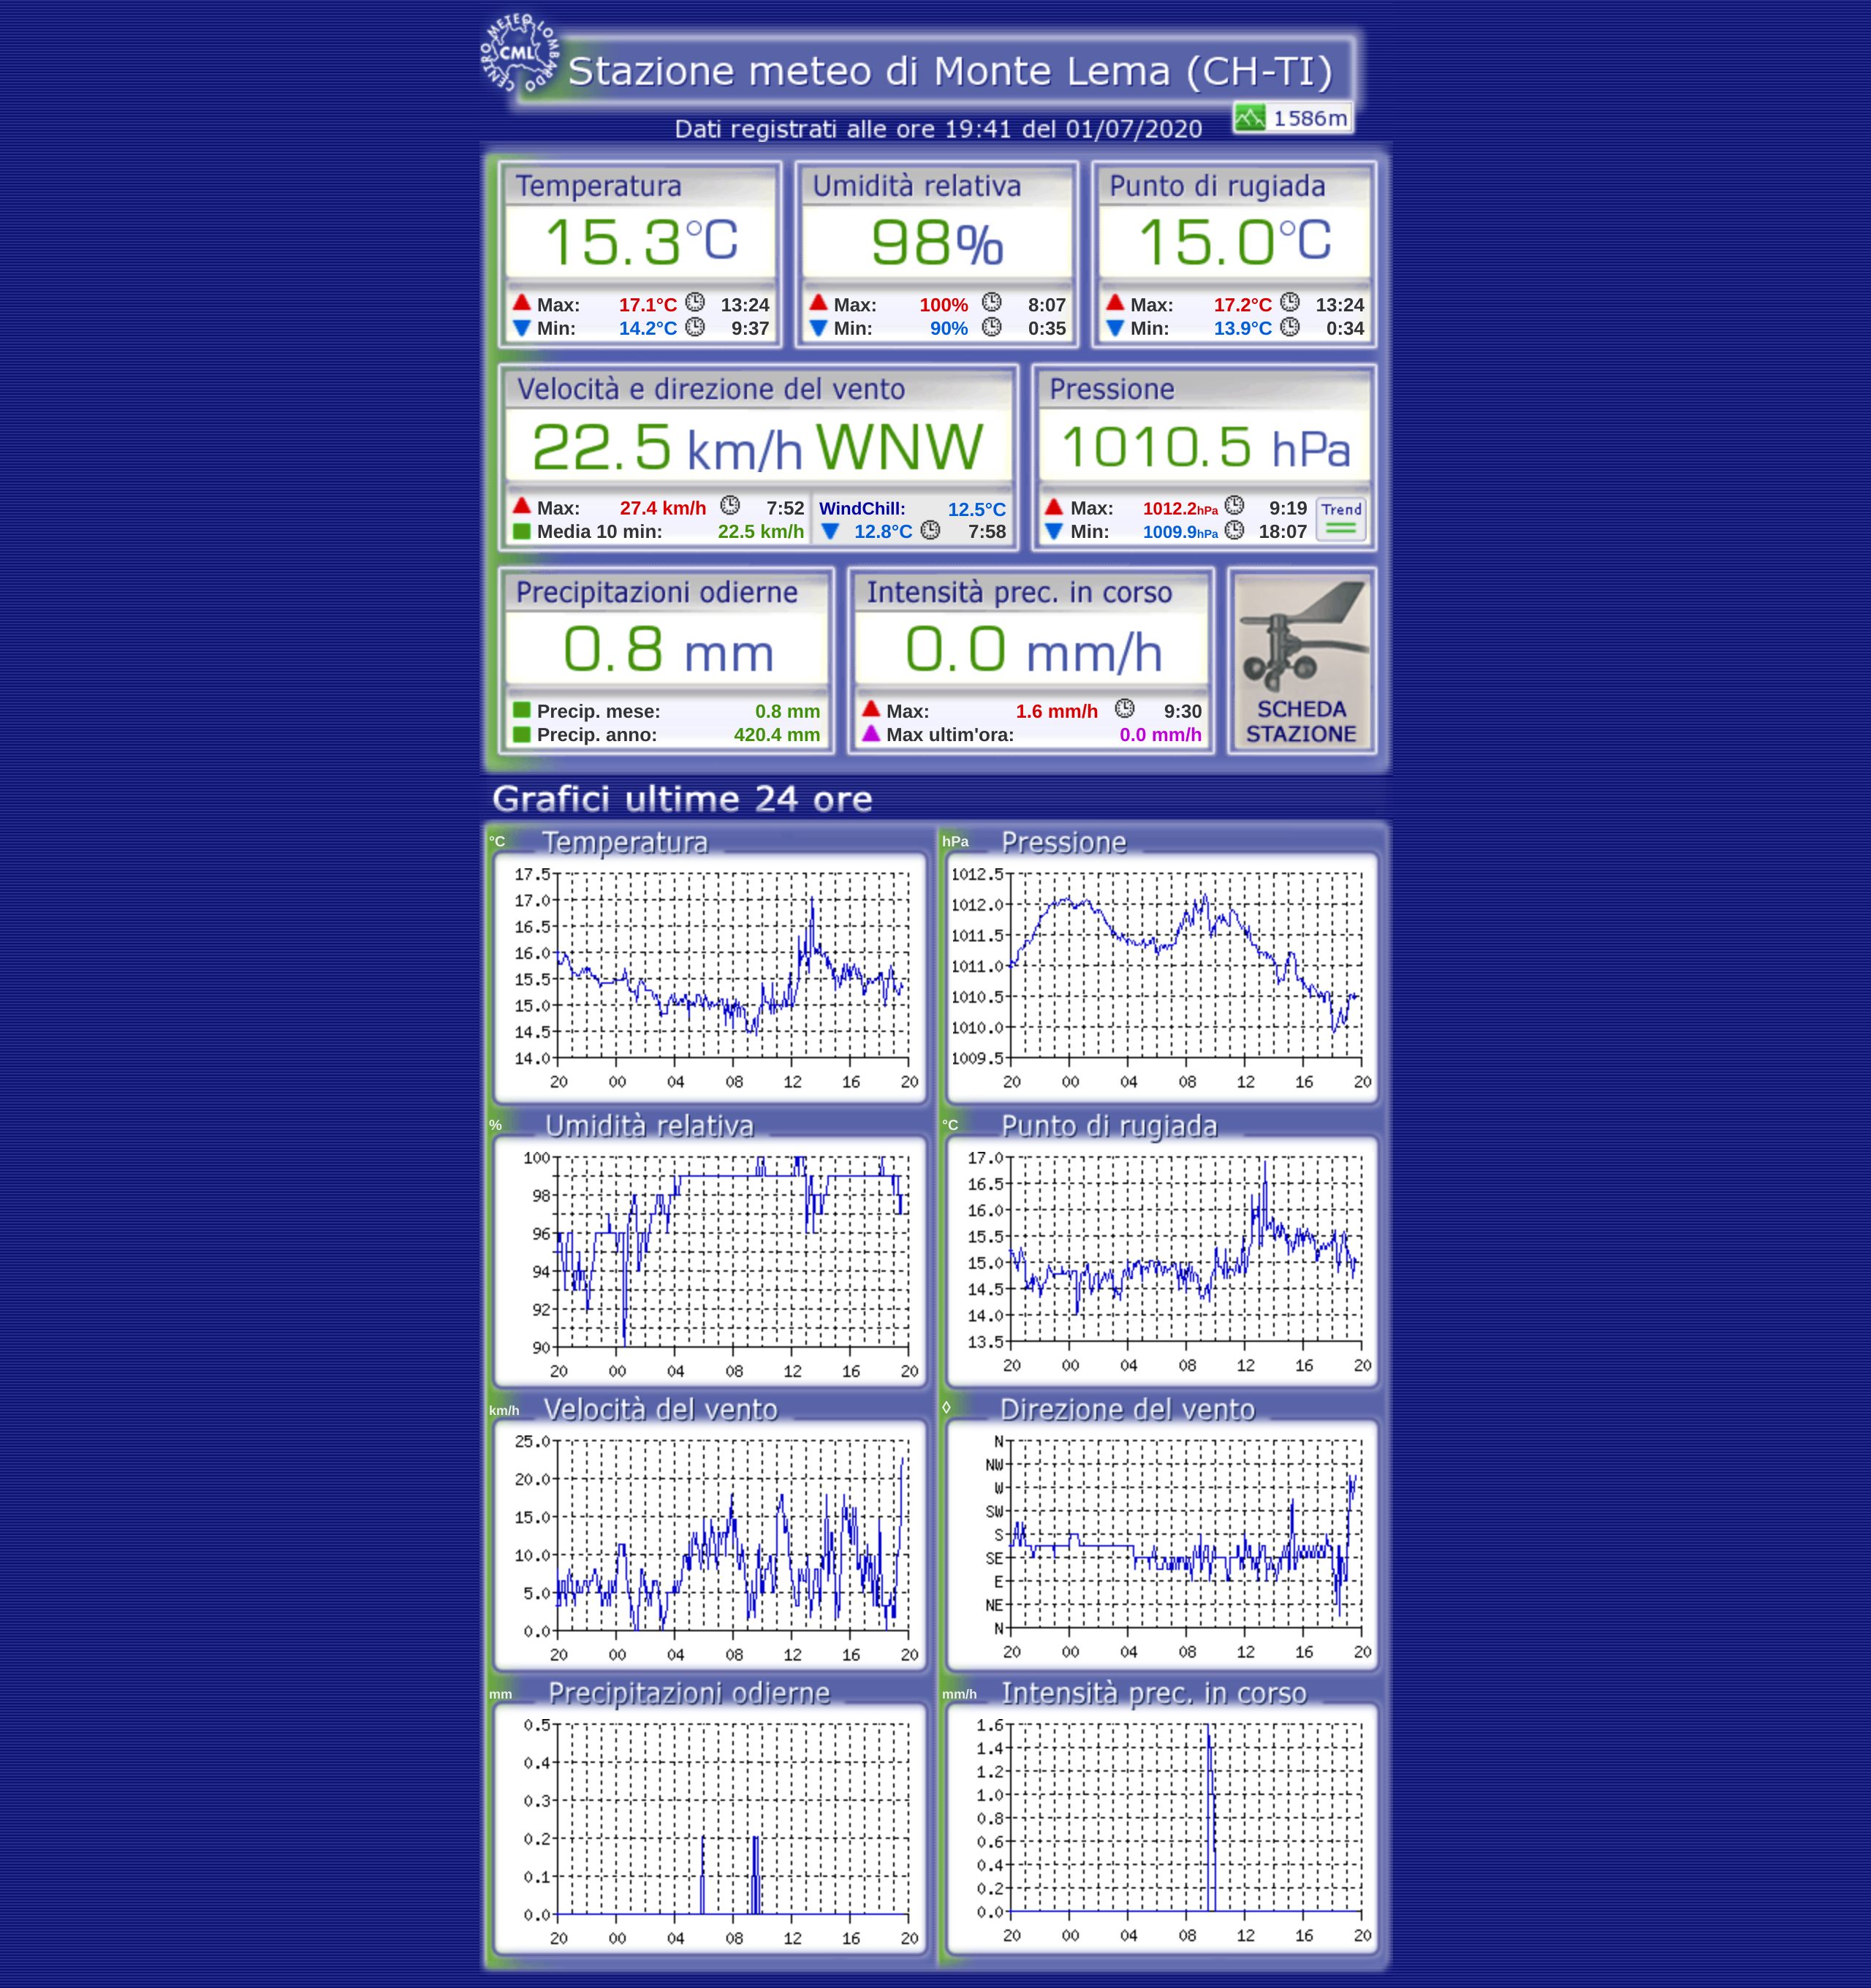 CENTRO METEO LOMBARDO
CML
Stazione meteo di Monte Lema (CH-TI)
1586m
Dati registrati alle ore 19:41 del 01/07/2020
Temperatura Umidità relativa Punto di rugiada
15.3°C 98% 15.0°C
Max: 17.1°C 13:24 Max: 100% 8:07 Max: 17.2°C 13:24
Min: 14.2°C 9:37 Min: 90% 0:35 Min: 13.9°C 0:34
Velocità e direzione del vento Pressione
22.5 km/h WNW 1010.5 hPa
Max: 27.4 km/h 7:52 WindChill: 12.5°C Max: 1012.2hPa 9:19 Trend
Media 10 min: 22.5 km/h 12.8°C 7:58 Min: 1009.9hPa 18:07
Precipitazioni odierne Intensità prec. in corso
0.8 mm 0.0 mm/h
Precip. mese: 0.8 mm Max: 1.6 mm/h 9:30 SCHEDA
Precip. anno: 420.4 mm Max ultim'ora: 0.0 mm/h STAZIONE
Grafici ultime 24 ore
°C Temperatura
17.5
17.0
16.5
16.0
15.5
15.0
14.5
14.0
20 00 04 08 12 16 20
hPa Pressione
1012.5
1012.0
1011.5
1011.0
1010.5
1010.0
1009.5
20 00 04 08 12 16 20
% Umidità relativa
100
98
96
94
92
90
20 00 04 08 12 16 20
°C Punto di rugiada
17.0
16.5
16.0
15.5
15.0
14.5
14.0
13.5
20 00 04 08 12 16 20
km/h Velocità del vento
25.0
20.0
15.0
10.0
5.0
0.0
20 00 04 08 12 16 20
◊ Direzione del vento
N
NW
W
SW
S
SE
E
NE
N
20 00 04 08 12 16 20
mm Precipitazioni odierne
0.5
0.4
0.3
0.2
0.1
0.0
20 00 04 08 12 16 20
mm/h Intensità prec. in corso
1.6
1.4
1.2
1.0
0.8
0.6
0.4
0.2
0.0
20 00 04 08 12 16 20